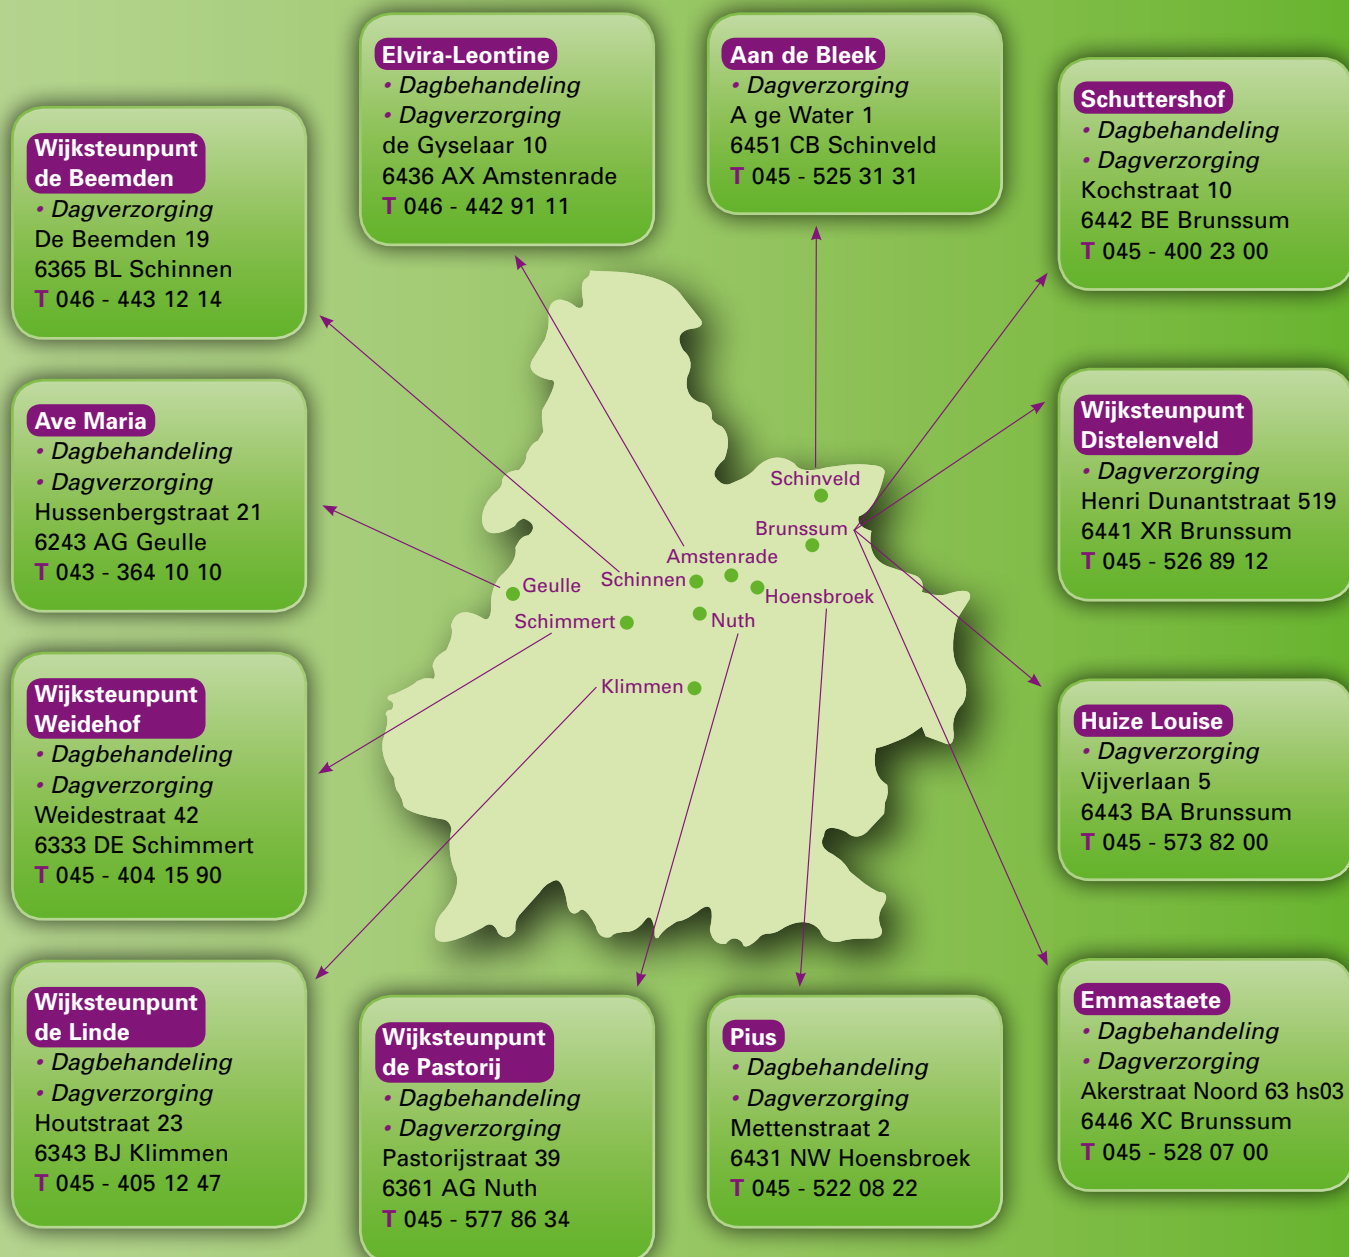 Elvira-Leontine
• Dagbehandeling
• Dagverzorging
de Gyselaar 10
6436 AX Amstenrade
T 046 - 442 91 11
Aan de Bleek
• Dagverzorging
A ge Water 1
6451 CB Schinveld
T 045 - 525 31 31
Schuttershof
• Dagbehandeling
• Dagverzorging
Kochstraat 10
6442 BE Brunssum
T 045 - 400 23 00
Wijksteunpunt
de Beemden
• Dagverzorging
De Beemden 19
6365 BL Schinnen
T 046 - 443 12 14
Ave Maria
• Dagbehandeling
• Dagverzorging
Hussenbergstraat 21
6243 AG Geulle
T 043 - 364 10 10
Wijksteunpunt
Distelenveld
• Dagverzorging
Henri Dunantstraat 519
6441 XR Brunssum
T 045 - 526 89 12
Schinveld
Brunssum
Amstenrade
Schinnen
Hoensbroek
Geulle
Schimmert
Nuth
Klimmen
Wijksteunpunt
Weidehof
• Dagbehandeling
• Dagverzorging
Weidestraat 42
6333 DE Schimmert
T 045 - 404 15 90
Huize Louise
• Dagverzorging
Vijverlaan 5
6443 BA Brunssum
T 045 - 573 82 00
Wijksteunpunt
de Linde
• Dagbehandeling
• Dagverzorging
Houtstraat 23
6343 BJ Klimmen
T 045 - 405 12 47
Wijksteunpunt
de Pastorij
• Dagbehandeling
• Dagverzorging
Pastorijstraat 39
6361 AG Nuth
T 045 - 577 86 34
Pius
• Dagbehandeling
• Dagverzorging
Mettenstraat 2
6431 NW Hoensbroek
T 045 - 522 08 22
Emmastaete
• Dagbehandeling
• Dagverzorging
Akerstraat Noord 63 hs03
6446 XC Brunssum
T 045 - 528 07 00